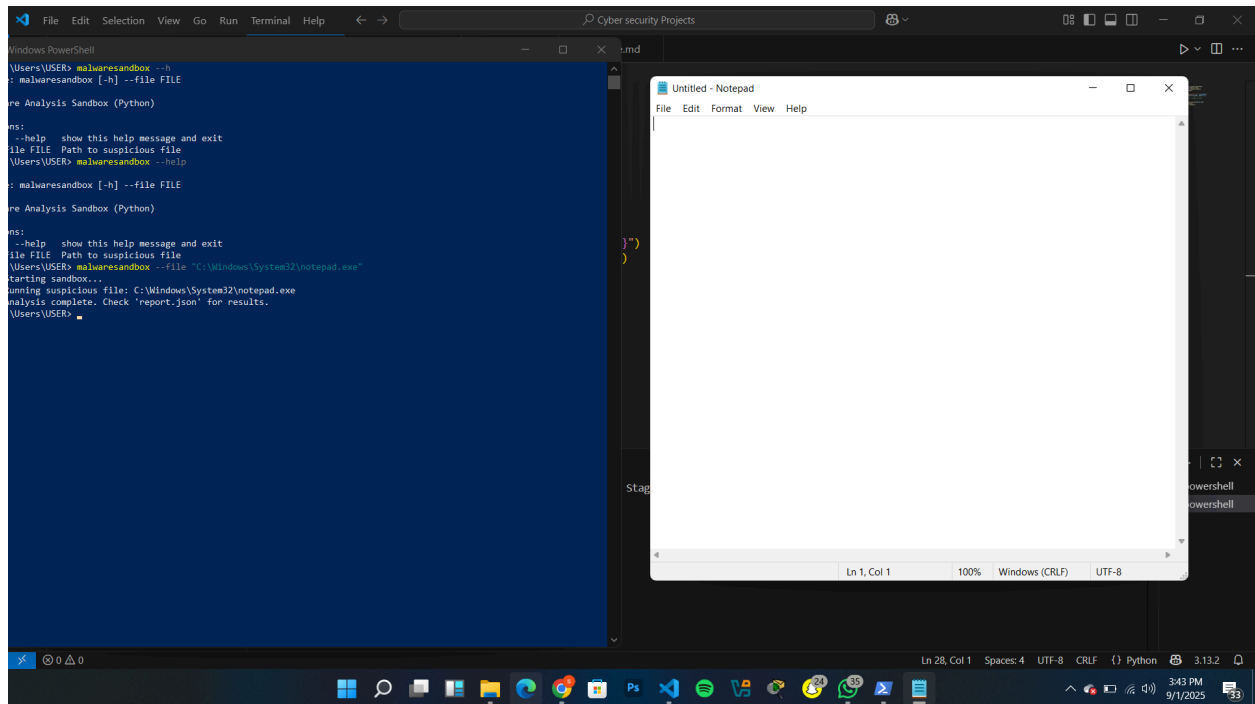 File Edit Selection View Go Run Terminal Help
Cyber security Projects
Windows PowerShell
.md
\Users\USER> malwaresandbox --h
: malwaresandbox [-h] --file FILE
re Analysis Sandbox (Python)
ns:
--help show this help message and exit
file FILE Path to suspicious file
\Users\USER> malwaresandbox --help
: malwaresandbox [-h] --file FILE
re Analysis Sandbox (Python)
ns:
--help show this help message and exit
file FILE Path to suspicious file
\Users\USER> malwaresandbox --file "C:\Windows\System32\notepad.exe"
tarting sandbox...
unning suspicious file: C:\Windows\System32\notepad.exe
nalysis complete. Check 'report.json' for results.
\Users\USER>
}")
)
Stag
Untitled - Notepad
File Edit Format View Help
Ln 1, Col 1 100% Windows (CRLF) UTF-8
owershell
owershell
0 0
Ln 28, Col 1 Spaces: 4 UTF-8 CRLF {} Python 3.13.2
Ps
24
35
3:43 PM
9/1/2025
33